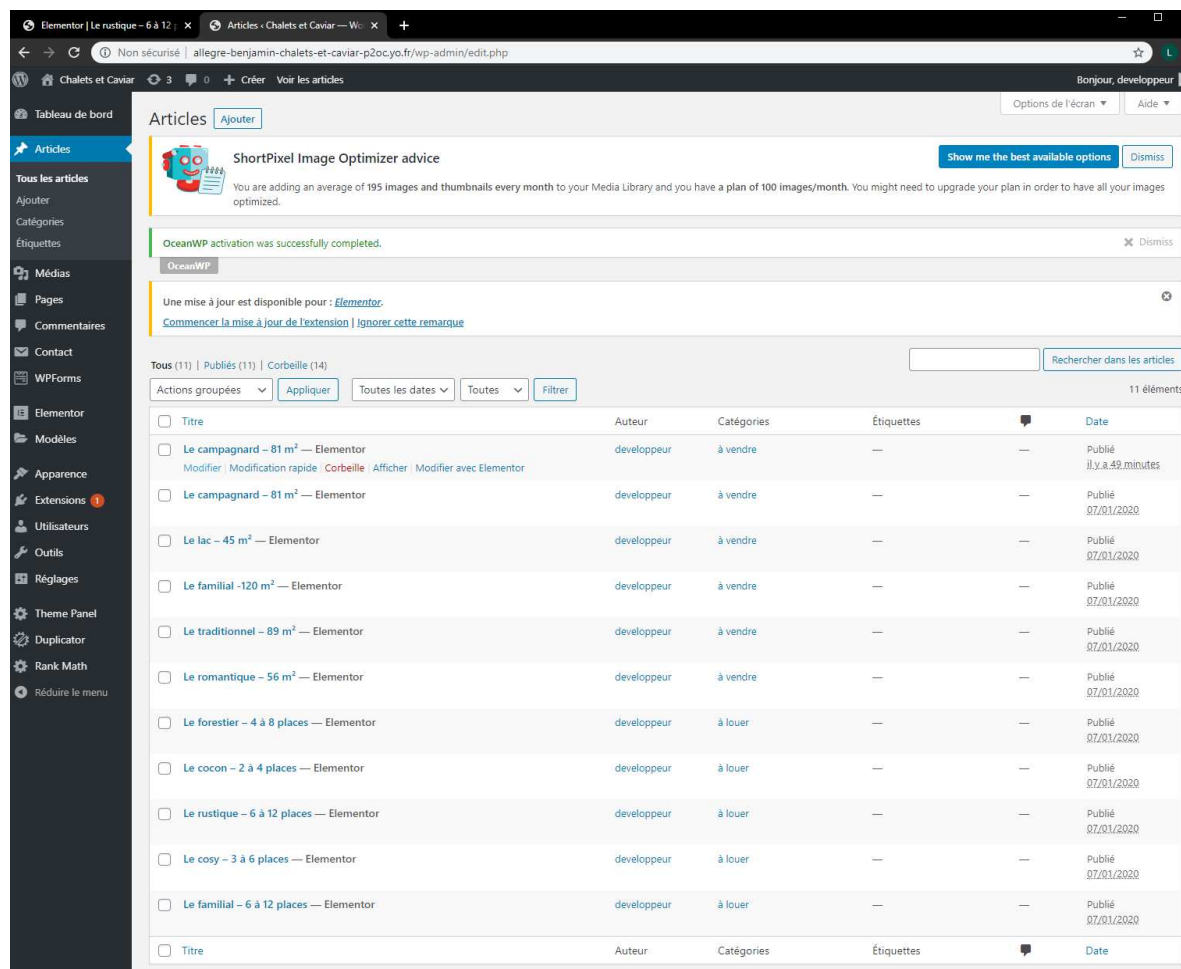 Elementor | Le rustique – 6 à 12 p
Articles ‹ Chalets et Caviar — Wo
Non sécurisé | allegre-benjamin-chalets-et-caviar-p2oc.yo.fr/wp-admin/edit.php
L
Chalets et Caviar 3 0 Créer Voir les articles Bonjour, developpeur
Tableau de bord
Articles
Tous les articles
Ajouter
Catégories
Étiquettes
Médias
Pages
Commentaires
Contact
WPForms
Elementor
Modèles
Apparence
Extensions 1
Utilisateurs
Outils
Réglages
Theme Panel
Duplicator
Rank Math
Réduire le menu
Options de l'écran Aide
Articles Ajouter
ShortPixel Image Optimizer advice
Show me the best available options Dismiss
You are adding an average of 195 images and thumbnails every month to your Media Library and you have a plan of 100 images/month. You might need to upgrade your plan in order to have all your images
optimized.
OceanWP activation was successfully completed. Dismiss
OceanWP
Une mise à jour est disponible pour : Elementor.
Commencer la mise à jour de l'extension | Ignorer cette remarque
Tous (11) | Publiés (11) | Corbeille (14)
Rechercher dans les articles
Actions groupées Appliquer Toutes les dates Toutes Filtrer 11 éléments
Titre Auteur Catégories Étiquettes Date
Le campagnard – 81 m² — Elementor developpeur à vendre — — Publié
Modifier | Modification rapide | Corbeille | Afficher | Modifier avec Elementor il y a 49 minutes
Le campagnard – 81 m² — Elementor developpeur à vendre — — Publié
07/01/2020
Le lac – 45 m² — Elementor developpeur à vendre — — Publié
07/01/2020
Le familial -120 m² — Elementor developpeur à vendre — — Publié
07/01/2020
Le traditionnel – 89 m² — Elementor developpeur à vendre — — Publié
07/01/2020
Le romantique – 56 m² — Elementor developpeur à vendre — — Publié
07/01/2020
Le forestier – 4 à 8 places — Elementor developpeur à louer — — Publié
07/01/2020
Le cocon – 2 à 4 places — Elementor developpeur à louer — — Publié
07/01/2020
Le rustique – 6 à 12 places — Elementor developpeur à louer — — Publié
07/01/2020
Le cosy – 3 à 6 places — Elementor developpeur à louer — — Publié
07/01/2020
Le familial – 6 à 12 places — Elementor developpeur à louer — — Publié
07/01/2020
Titre Auteur Catégories Étiquettes Date